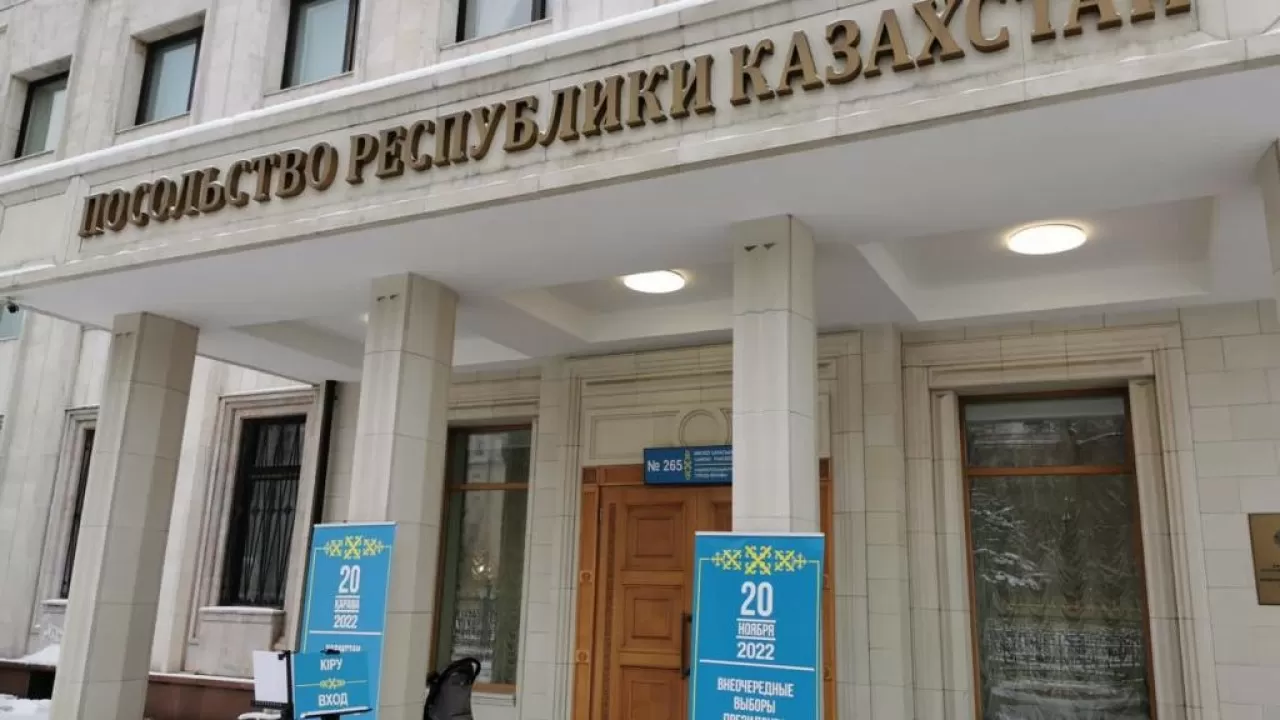 ПОСОЛЬСТВО РЕСПУБЛИКИ КАЗАХСТАН
№ 265
20
ҚАРАША
2022
КІРУ
ВХОД
20
НОЯБРЯ
2022
ВНЕОЧЕРЕДНЫЕ
ВЫБОРЫ